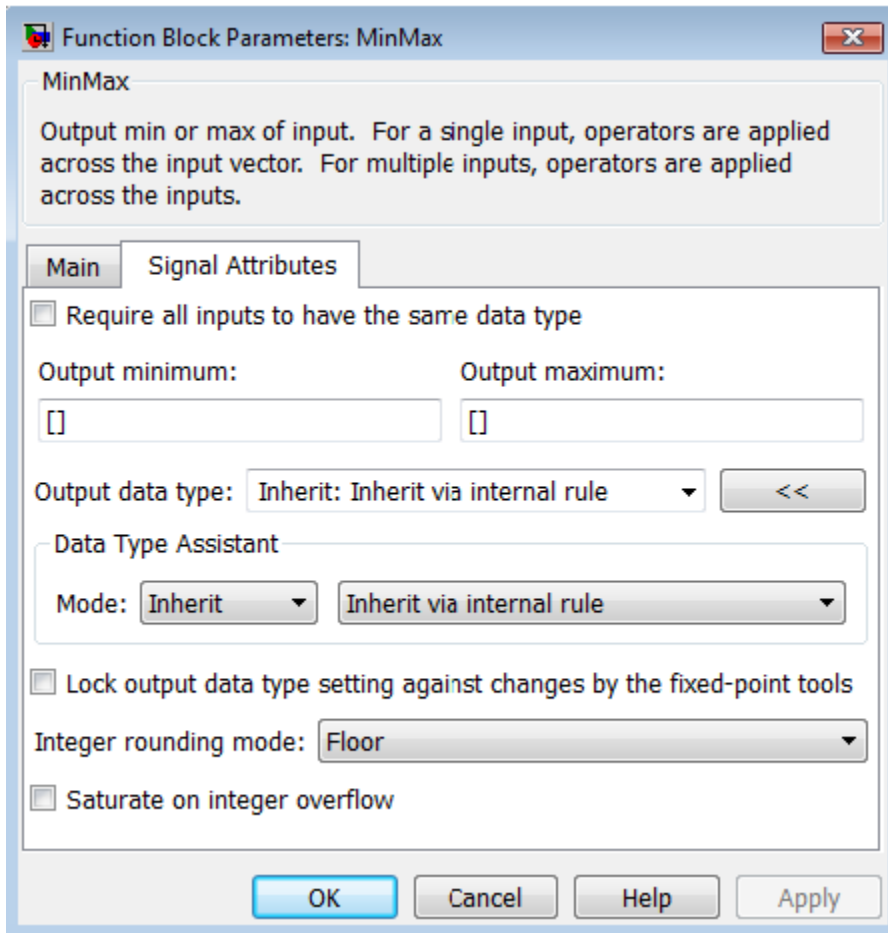 Function Block Parameters: MinMax
MinMax
Output min or max of input. For a single input, operators are applied
across the input vector. For multiple inputs, operators are applied
across the inputs.
Main
Signal Attributes
Require all inputs to have the same data type
Output minimum:
Output maximum:
[]
[]
Output data type:
Inherit: Inherit via internal rule
<<
Data Type Assistant
Mode:
Inherit
Inherit via internal rule
Lock output data type setting against changes by the fixed-point tools
Integer rounding mode:
Floor
Saturate on integer overflow
OK
Cancel
Help
Apply